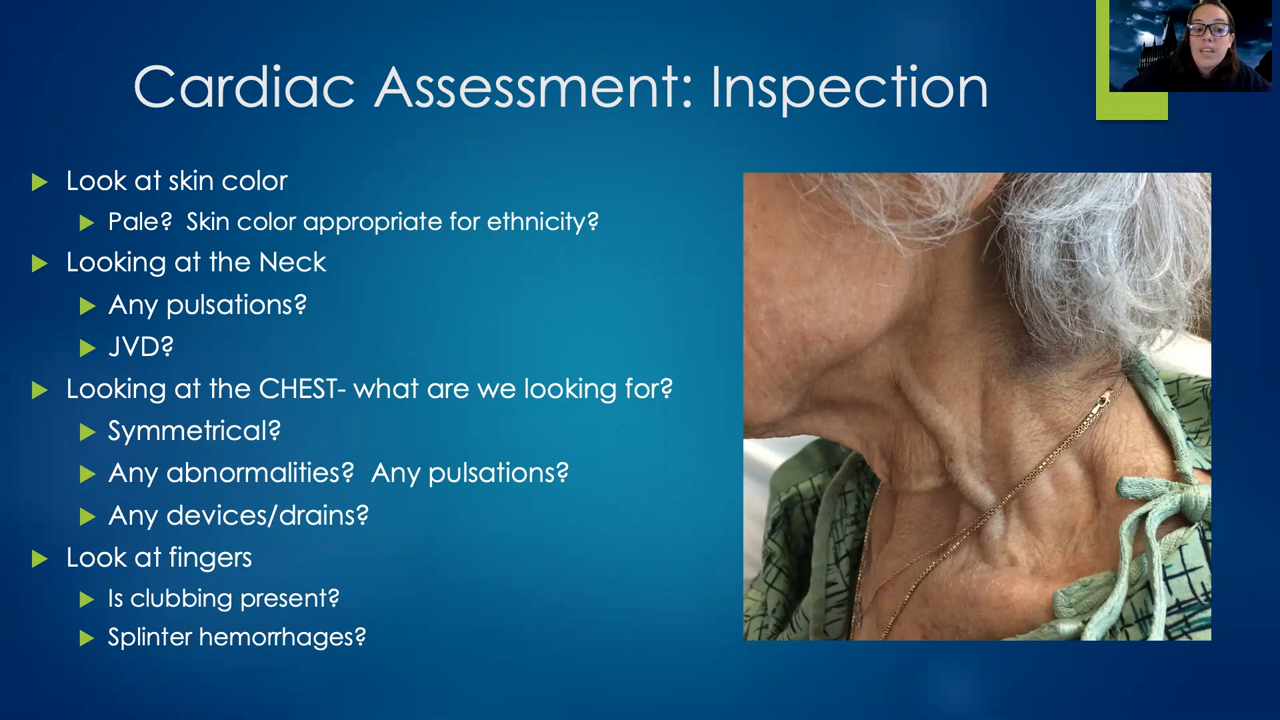 Cardiac Assessment: Inspection
Look at skin color
Pale?  Skin color appropriate for ethnicity?
Looking at the Neck
Any pulsations?
JVD?
Looking at the CHEST- what are we looking for?
Symmetrical?
Any abnormalities?  Any pulsations?
Any devices/drains?
Look at fingers
Is clubbing present?
Splinter hemorrhages?